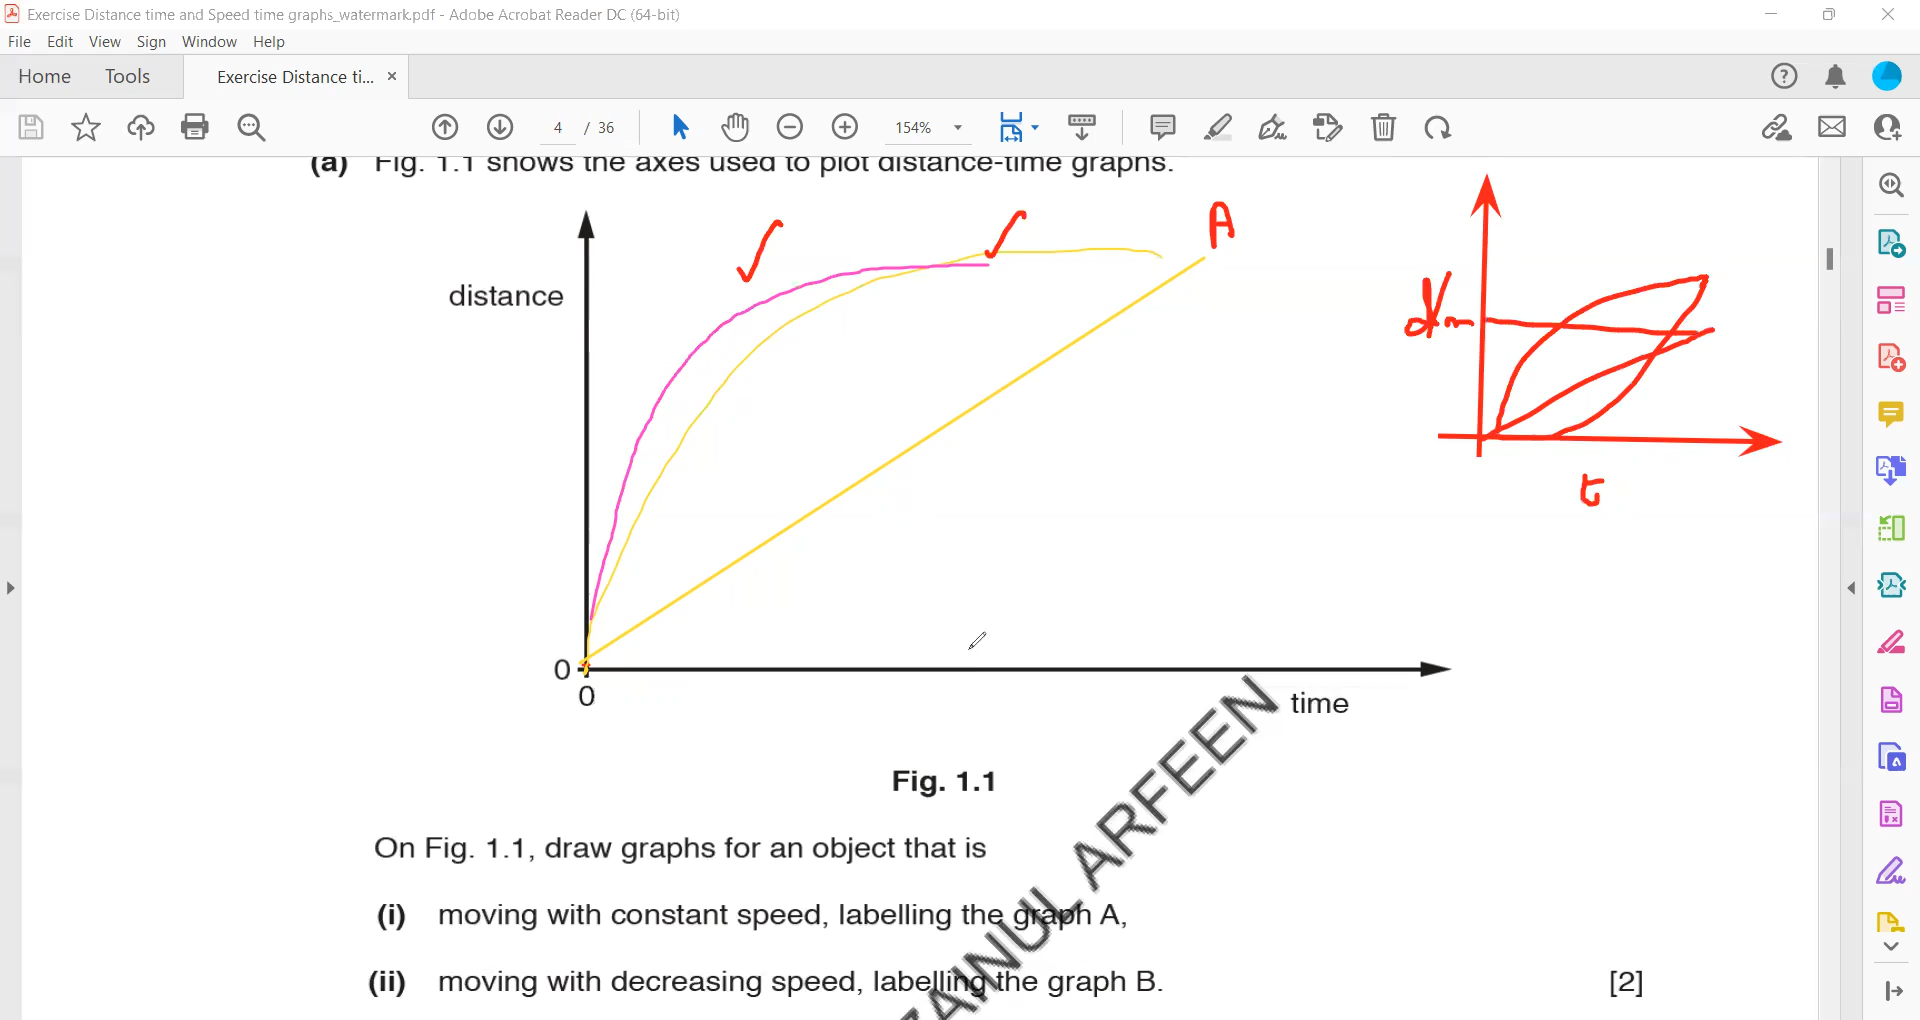 Exercise Distance time and Speed time graphs_watermark.pdf - Adobe Acrobat Reader DC (64-bit)
File Edit View Sign Window Help
Home Tools Exercise Distance ti... ×
4 / 36 154%
(a) Fig. 1.1 shows the axes used to plot distance-time graphs.
A
distance
d/m
t
0
0
time
Fig. 1.1
On Fig. 1.1, draw graphs for an object that is
(i) moving with constant speed, labelling the graph A,
(ii) moving with decreasing speed, labelling the graph B. [2]
ZAINUL ARFEEN